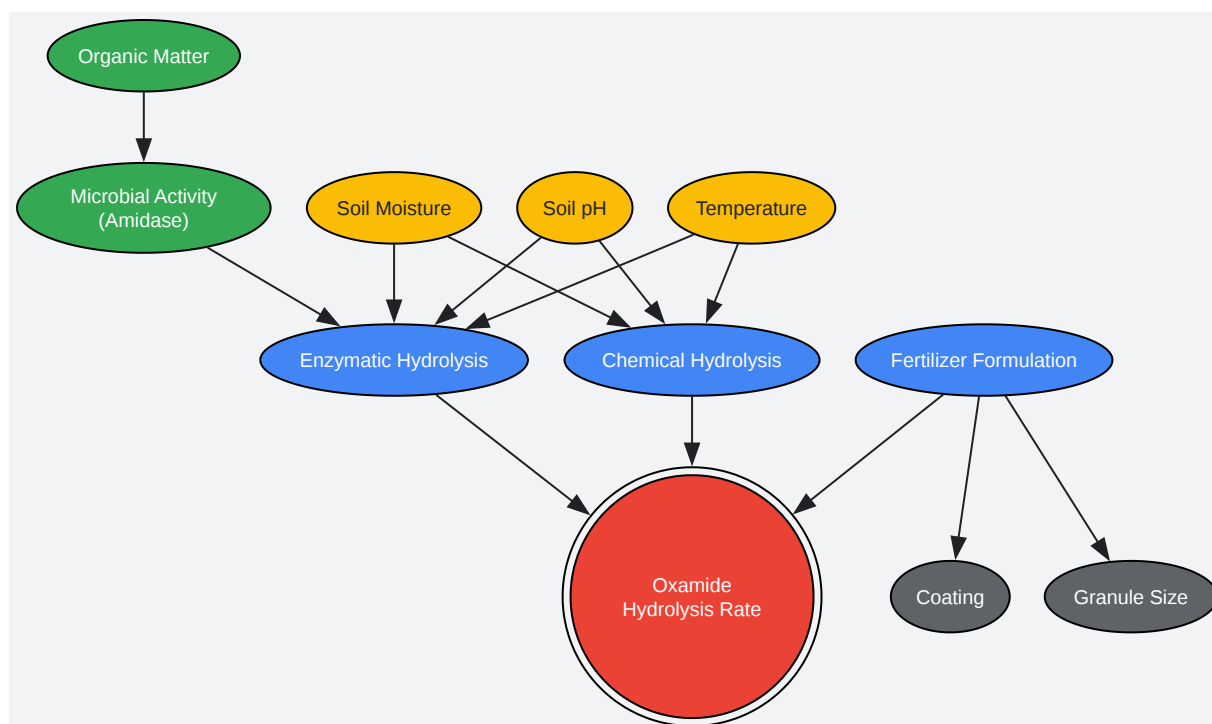 Organic Matter
Microbial Activity
(Amidase)
Soil Moisture
Soil pH
Temperature
Enzymatic Hydrolysis
Chemical Hydrolysis
Fertilizer Formulation
Oxamide
Hydrolysis Rate
Coating
Granule Size